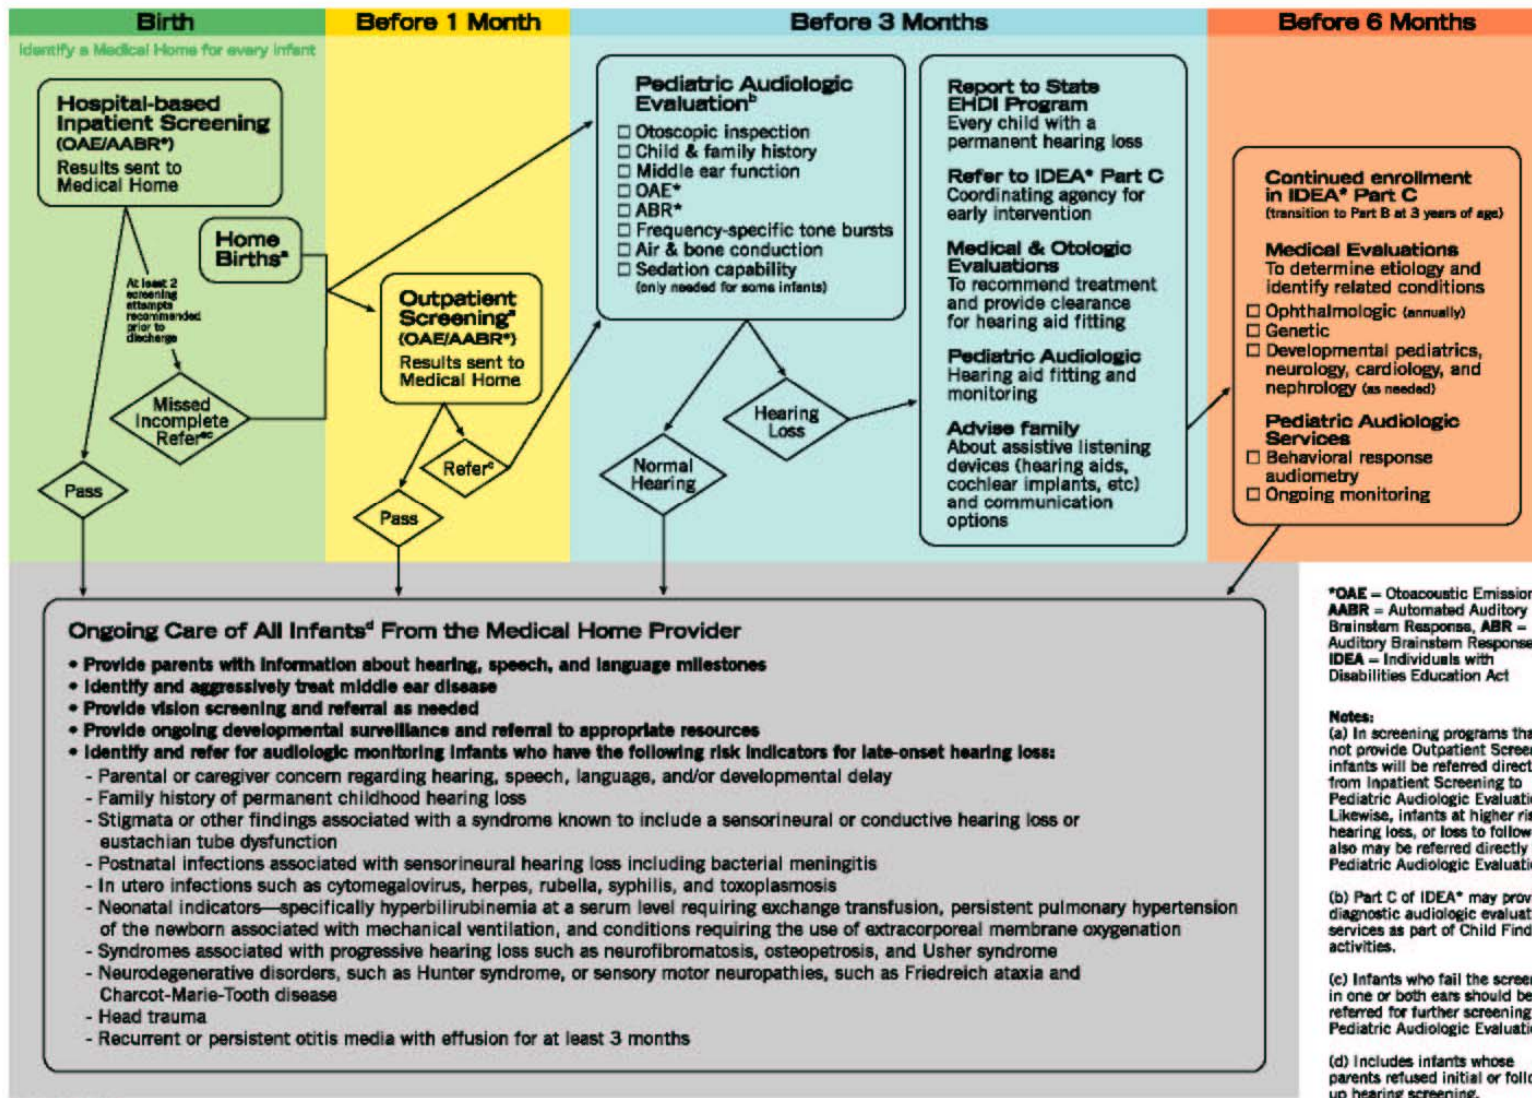 Birth
Identify a Medical Home for every infant
Hospital-based
Inpatient Screening
(OAE/AABR*)
Results sent to
Medical Home
Home
Births^a
At least 2
screening
attempts
recommended
prior to
discharge
Missed
Incomplete
Refer
Pass
Before 1 Month
Outpatient
Screening^a
(OAE/AABR*)
Results sent to
Medical Home
Refer^c
Pass
Before 3 Months
Pediatric Audiologic
Evaluation^b
□ Otoscopic inspection
□ Child & family history
□ Middle ear function
□ OAE*
□ ABR*
□ Frequency-specific tone bursts
□ Air & bone conduction
□ Sedation capability
(only needed for some infants)
Normal
Hearing
Hearing
Loss
Report to State
EHDI Program
Every child with a
permanent hearing loss
Refer to IDEA* Part C
Coordinating agency for
early intervention
Medical & Otologic
Evaluations
To recommend treatment
and provide clearance
for hearing aid fitting
Pediatric Audiologic
Hearing aid fitting and
monitoring
Advise family
About assistive listening
devices (hearing aids,
cochlear implants, etc)
and communication
options
Before 6 Months
Continued enrollment
in IDEA* Part C
(transition to Part B at 3 years of age)
Medical Evaluations
To determine etiology and
identify related conditions
□ Ophthalmologic (annually)
□ Genetic
□ Developmental pediatrics,
neurology, cardiology, and
nephrology (as needed)
Pediatric Audiologic
Services
□ Behavioral response
audiometry
□ Ongoing monitoring
Ongoing Care of All Infants^d From the Medical Home Provider
• Provide parents with information about hearing, speech, and language milestones
• Identify and aggressively treat middle ear disease
• Provide vision screening and referral as needed
• Provide ongoing developmental surveillance and referral to appropriate resources
• Identify and refer for audiologic monitoring infants who have the following risk indicators for late-onset hearing loss:
- Parental or caregiver concern regarding hearing, speech, language, and/or developmental delay
- Family history of permanent childhood hearing loss
- Stigmata or other findings associated with a syndrome known to include a sensorineural or conductive hearing loss or
eustachian tube dysfunction
- Postnatal infections associated with sensorineural hearing loss including bacterial meningitis
- In utero infections such as cytomegalovirus, herpes, rubella, syphilis, and toxoplasmosis
- Neonatal indicators—specifically hyperbilirubinemia at a serum level requiring exchange transfusion, persistent pulmonary hypertension
of the newborn associated with mechanical ventilation, and conditions requiring the use of extracorporeal membrane oxygenation
- Syndromes associated with progressive hearing loss such as neurofibromatosis, osteopetrosis, and Usher syndrome
- Neurodegenerative disorders, such as Hunter syndrome, or sensory motor neuropathies, such as Friedreich ataxia and
Charcot-Marie-Tooth disease
- Head trauma
- Recurrent or persistent otitis media with effusion for at least 3 months
*OAE = Otoacoustic Emission
AABR = Automated Auditory
Brainstem Response, ABR =
Auditory Brainstem Response
IDEA = Individuals with
Disabilities Education Act
Notes:
(a) In screening programs
not provide Outpatient
infants will be referred
from Inpatient Screening to
Pediatric Audiologic
Likewise, infants at higher
hearing loss, or loss to
also may be referred directly
Pediatric Audiologic
(b) Part C of IDEA* may
diagnostic audiologic
services as part of Child Find
activities.
(c) Infants who fail the
in one or both ears should be
referred for further screening
Pediatric Audiologic
(d) Includes infants whose
parents refused initial or
up hearing screening.